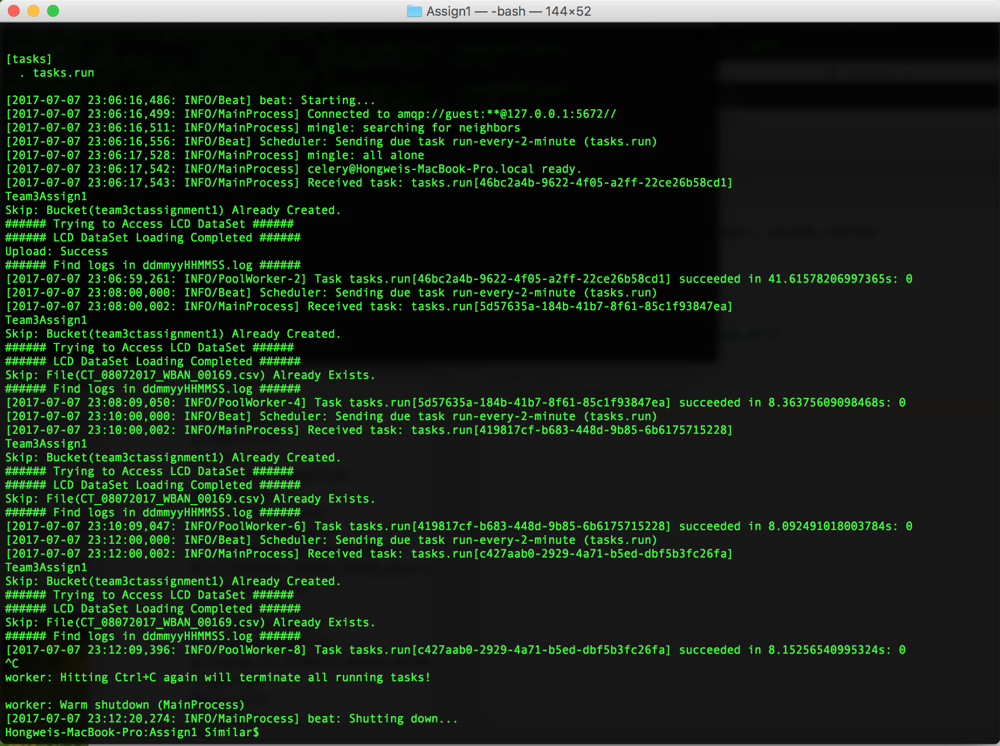 Assign1 — -bash — 144×52
[tasks]
  . tasks.run
[2017-07-07 23:06:16,486: INFO/Beat] beat: Starting...
[2017-07-07 23:06:16,499: INFO/MainProcess] Connected to amqp://guest:**@127.0.0.1:5672//
[2017-07-07 23:06:16,511: INFO/MainProcess] mingle: searching for neighbors
[2017-07-07 23:06:16,556: INFO/Beat] Scheduler: Sending due task run-every-2-minute (tasks.run)
[2017-07-07 23:06:17,528: INFO/MainProcess] mingle: all alone
[2017-07-07 23:06:17,542: INFO/MainProcess] celery@Hongweis-MacBook-Pro.local ready.
[2017-07-07 23:06:17,543: INFO/MainProcess] Received task: tasks.run[46bc2a4b-9622-4f05-a2ff-22ce26b58cd1]
Team3Assign1
Skip: Bucket(team3ctassignment1) Already Created.
###### Trying to Access LCD DataSet ######
###### LCD DataSet Loading Completed ######
Upload: Success
###### Find logs in ddmmyyHHMMSS.log ######
[2017-07-07 23:06:59,261: INFO/PoolWorker-2] Task tasks.run[46bc2a4b-9622-4f05-a2ff-22ce26b58cd1] succeeded in 41.61578206997365s: 0
[2017-07-07 23:08:00,000: INFO/Beat] Scheduler: Sending due task run-every-2-minute (tasks.run)
[2017-07-07 23:08:00,002: INFO/MainProcess] Received task: tasks.run[5d57635a-184b-41b7-8f61-85c1f93847ea]
Team3Assign1
Skip: Bucket(team3ctassignment1) Already Created.
###### Trying to Access LCD DataSet ######
###### LCD DataSet Loading Completed ######
Skip: File(CT_08072017_WBAN_00169.csv) Already Exists.
###### Find logs in ddmmyyHHMMSS.log ######
[2017-07-07 23:08:09,050: INFO/PoolWorker-4] Task tasks.run[5d57635a-184b-41b7-8f61-85c1f93847ea] succeeded in 8.36375609098468s: 0
[2017-07-07 23:10:00,000: INFO/Beat] Scheduler: Sending due task run-every-2-minute (tasks.run)
[2017-07-07 23:10:00,002: INFO/MainProcess] Received task: tasks.run[419817cf-b683-448d-9b85-6b6175715228]
Team3Assign1
Skip: Bucket(team3ctassignment1) Already Created.
###### Trying to Access LCD DataSet ######
###### LCD DataSet Loading Completed ######
Skip: File(CT_08072017_WBAN_00169.csv) Already Exists.
###### Find logs in ddmmyyHHMMSS.log ######
[2017-07-07 23:10:09,047: INFO/PoolWorker-6] Task tasks.run[419817cf-b683-448d-9b85-6b6175715228] succeeded in 8.092491018003784s: 0
[2017-07-07 23:12:00,000: INFO/Beat] Scheduler: Sending due task run-every-2-minute (tasks.run)
[2017-07-07 23:12:00,002: INFO/MainProcess] Received task: tasks.run[c427aab0-2929-4a71-b5ed-dbf5b3fc26fa]
Team3Assign1
Skip: Bucket(team3ctassignment1) Already Created.
###### Trying to Access LCD DataSet ######
###### LCD DataSet Loading Completed ######
Skip: File(CT_08072017_WBAN_00169.csv) Already Exists.
###### Find logs in ddmmyyHHMMSS.log ######
[2017-07-07 23:12:09,396: INFO/PoolWorker-8] Task tasks.run[c427aab0-2929-4a71-b5ed-dbf5b3fc26fa] succeeded in 8.15256540995324s: 0
^C
worker: Hitting Ctrl+C again will terminate all running tasks!
worker: Warm shutdown (MainProcess)
[2017-07-07 23:12:20,274: INFO/MainProcess] beat: Shutting down...
Hongweis-MacBook-Pro:Assign1 Similar$